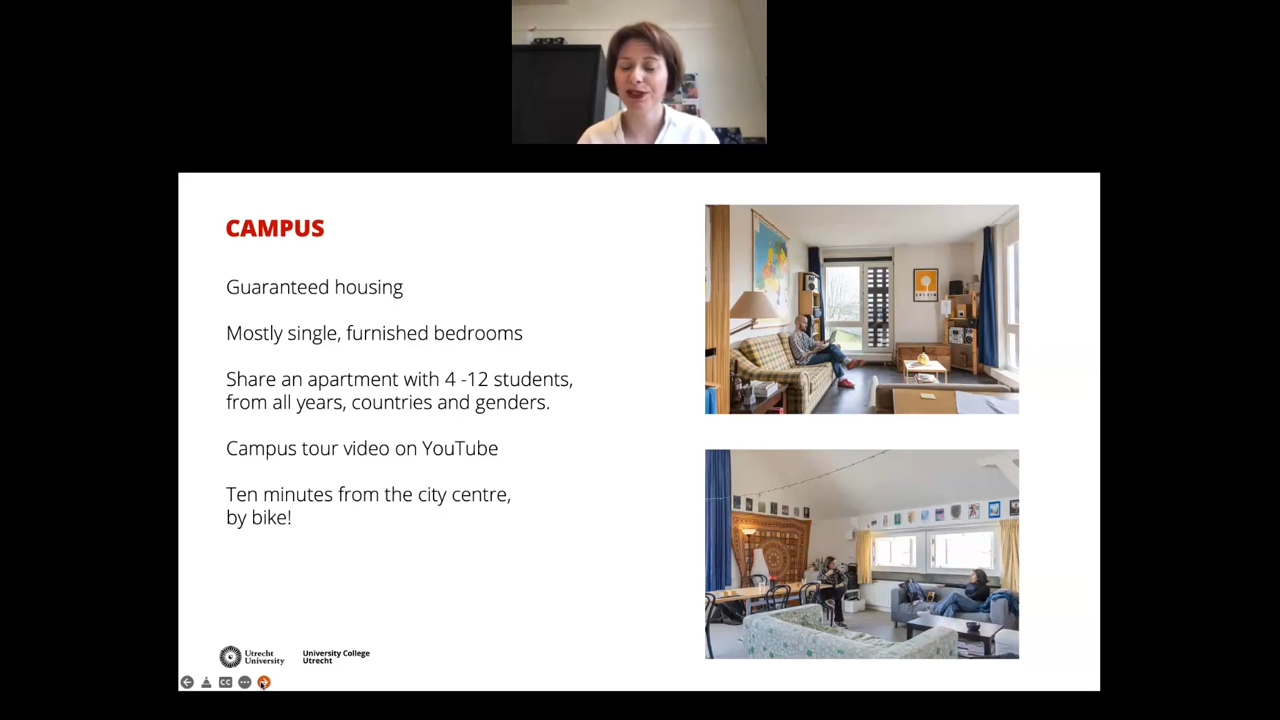 CAMPUS
Guaranteed housing
Mostly single, furnished bedrooms
Share an apartment with 4 -12 students,
from all years, countries and genders.
Campus tour video on YouTube
Ten minutes from the city centre,
by bike!
Utrecht
University
University College
Utrecht
CC